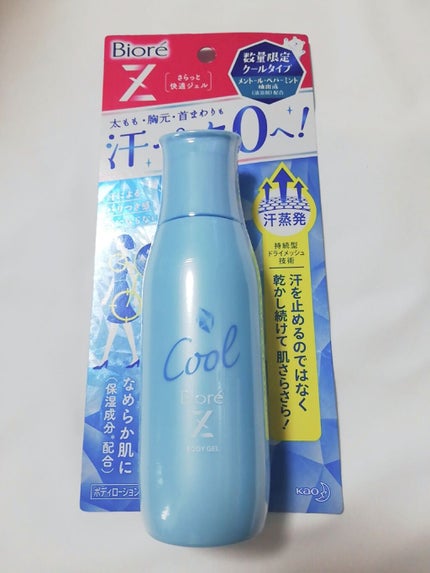 Bioré
Z
さらっと
快適ジェル
数量限定
クールタイプ
メントール・ペパーミント
配合
太もも・胸元・首まわりも
汗
0へ!
汗蒸発
持続型
ドライメッシュ
技術
汗を止めるのではなく
乾かし続けて 肌さらさら!
Cool
Bioré
Z
BODY GEL
なめらか肌に
(保湿成分 配合)
ボディローション
Kao